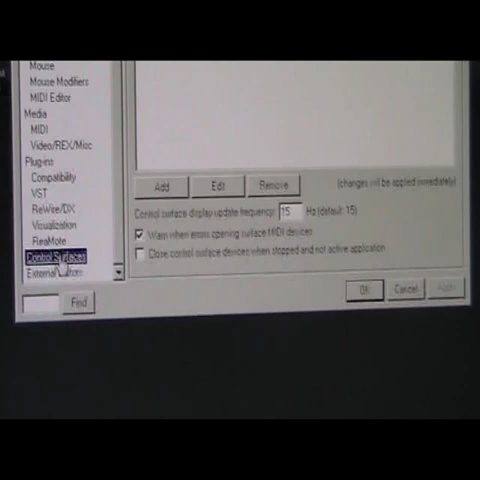 Mouse
Mouse Modifiers
MIDI Editor
Media
MIDI
Video/REX/Misc
Plug-ins
Compatibility
VST
ReWire/DX
Visualization
ReaMote
Control Surfaces
External
Find
Add
Edit
Remove
(changes will be applied immediately)
Control surface display update frequency: 15 Hz (default: 15)
Warn when errors opening surface MIDI devices
Close control surface devices when stopped and not active application
OK
Cancel
Apply